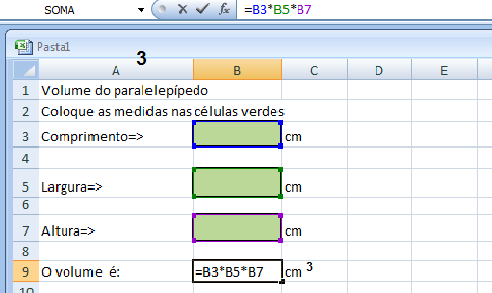 SOMA =B3*B5*B7
Pasta1
3
A B C D E
1 Volume do paralelepípedo
2 Coloque as medidas nas células verdes
3 Comprimento=> cm
4
5 Largura=> cm
6
7 Altura=> cm
8
9 O volume é: =B3*B5*B7 cm 3
10